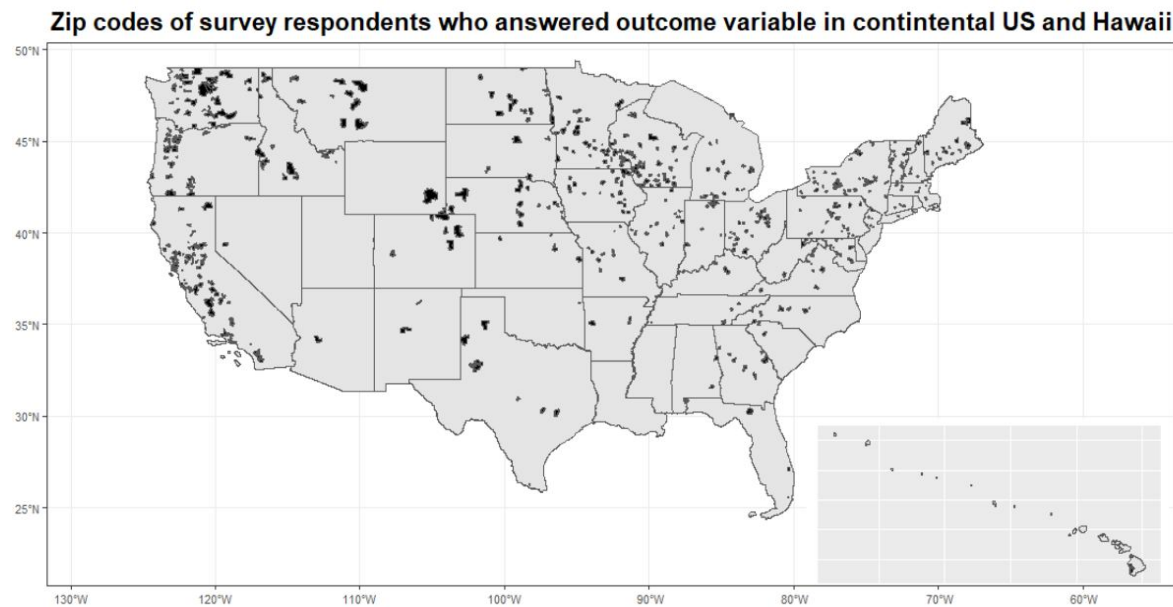 Zip codes of survey respondents who answered outcome variable in contintental US and Hawaii
50°N
45°N
40°N
35°N
30°N
25°N
130°W 120°W 110°W 100°W 90°W 80°W 70°W 60°W